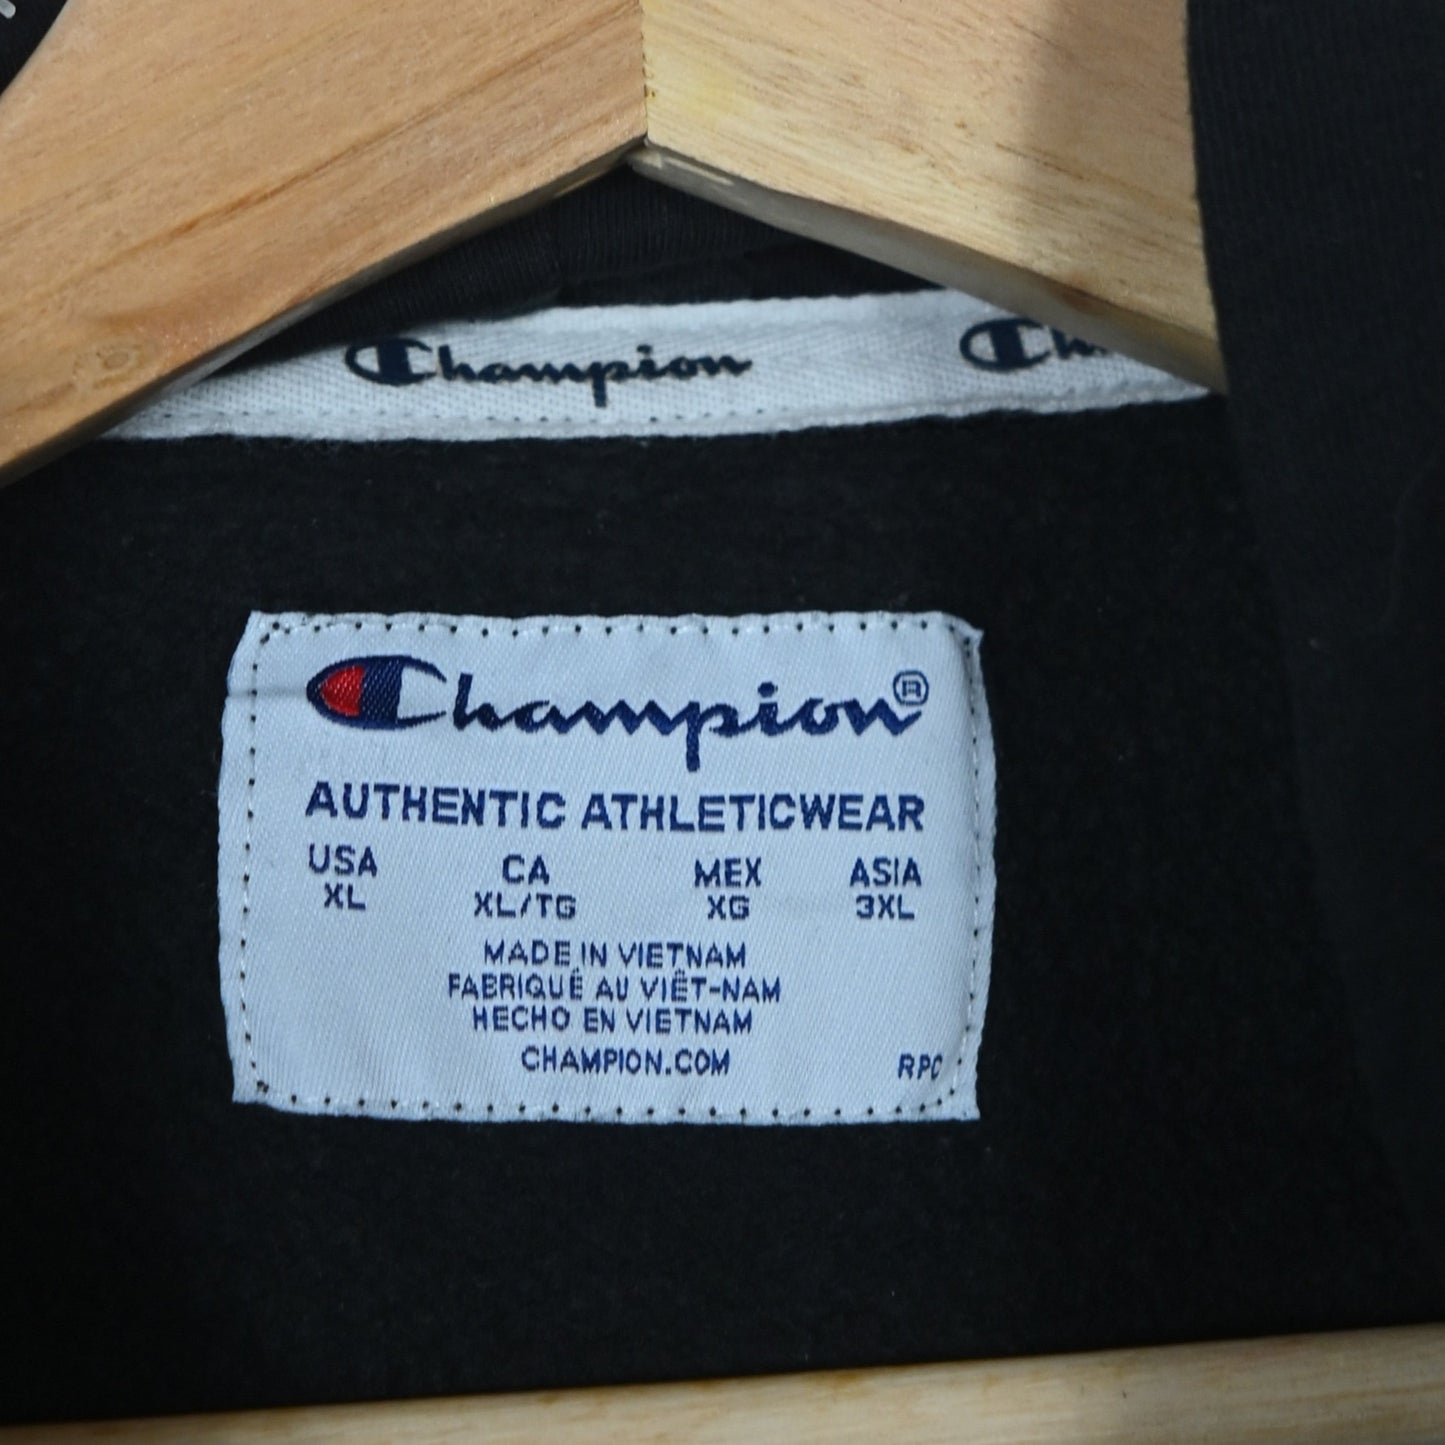 Champion Ch
Champion®
AUTHENTIC ATHLETICWEAR
USA CA MEX ASIA
XL XL/TG XG 3XL
MADE IN VIETNAM
FABRIQUÉ AU VIÊT-NAM
HECHO EN VIETNAM
CHAMPION.COM RPC